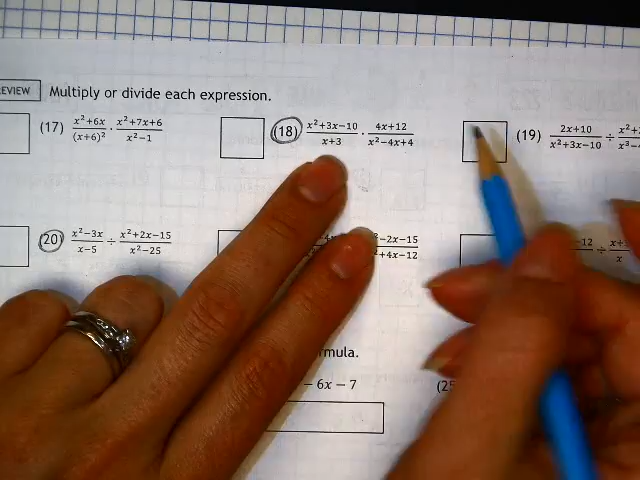 EVIEW Multiply or divide each expression.
(17) x²+6x/(x+6)² · x²+7x+6/x²−1 (18) x²+3x−10/x+3 · 4x+12/x²−4x+4 (19) 2x+10/x²+3x−10 ÷
(20) x²−3x/x−5 ÷ x²+2x−15/x²−25 −2x−15/+4x−12 −12 ÷ x+/x
mula.
− 6x − 7 (25